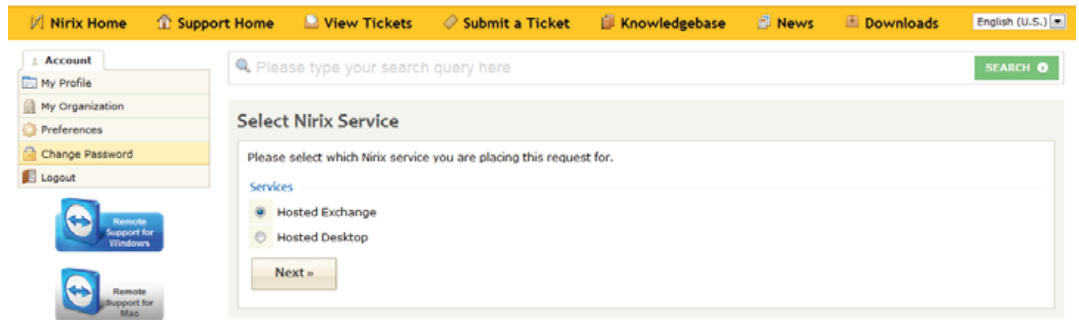 Nirix Home Support Home View Tickets Submit a Ticket Knowledgebase News Downloads English (U.S.)
Account
My Profile
My Organization
Preferences
Change Password
Logout
Remote
Support for
Windows
Remote
Support for
Mac
Please type your search query here SEARCH
Select Nirix Service
Please select which Nirix service you are placing this request for.
Services
Hosted Exchange
Hosted Desktop
Next »